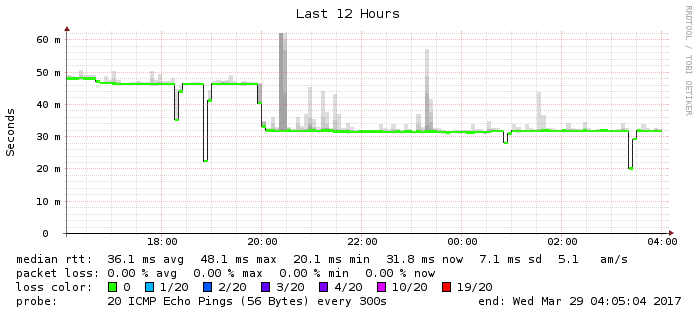 Last 12 Hours
RRDTOOL / TOBI OETIKER
Seconds
60 m
50 m
40 m
30 m
20 m
10 m
0
18:00 20:00 22:00 00:00 02:00 04:00
median rtt: 36.1 ms avg 48.1 ms max 20.1 ms min 31.8 ms now 7.1 ms sd 5.1 am/s
packet loss: 0.00 % avg 0.00 % max 0.00 % min 0.00 % now
loss color: 0 1/20 2/20 3/20 4/20 10/20 19/20
probe: 20 ICMP Echo Pings (56 Bytes) every 300s end: Wed Mar 29 04:05:04 2017